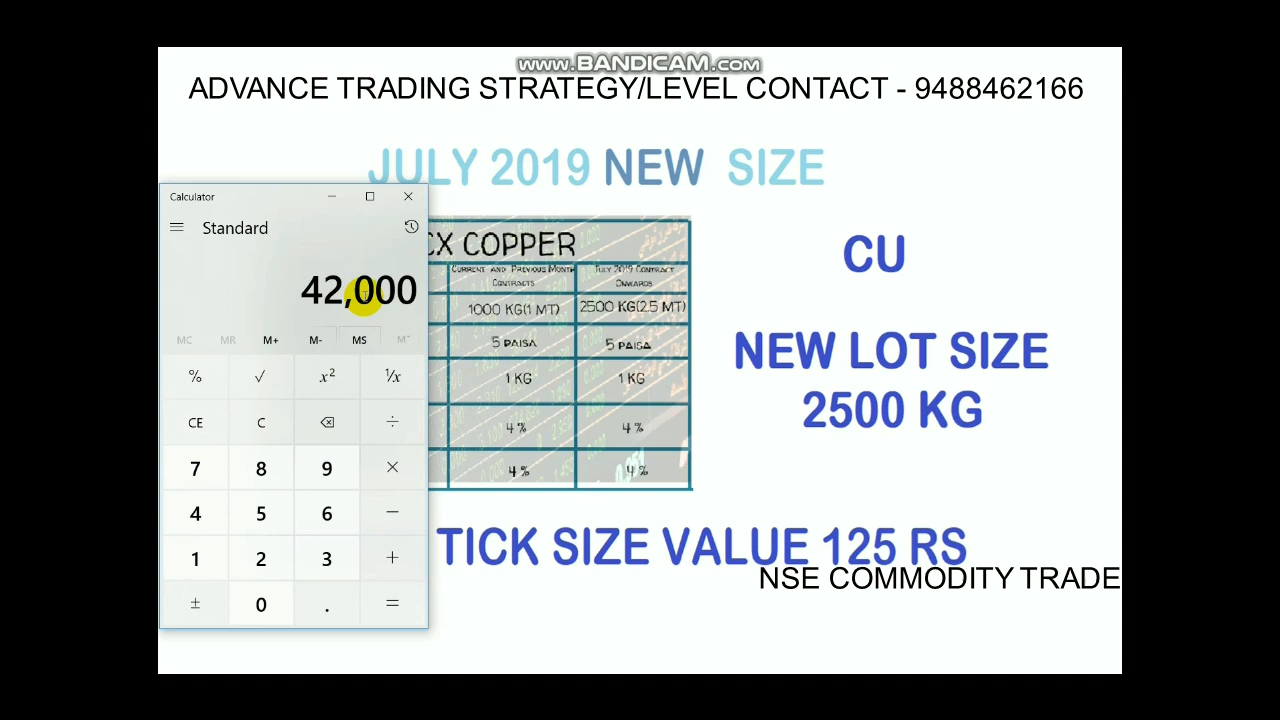 www.BANDICAM.com
ADVANCE TRADING STRATEGY/LEVEL CONTACT - 9488462166
JULY 2019 NEW SIZE
Calculator
Standard
42,000
MC MR M+ M- MS M
% √ x² ¹/x
CE C ÷
7 8 9 ×
4 5 6 −
1 2 3 +
± 0 . =
CX COPPER
CURRENT AND PREVIOUS MONTH CONTRACTS
JULY 2019 CONTRACT ONWARDS
1000 KG(1 MT) 2500 KG(2.5 MT)
5 PAISA 5 PAISA
1 KG 1 KG
4 % 4 %
4 % 4 %
CU
NEW LOT SIZE
2500 KG
TICK SIZE VALUE 125 RS
NSE COMMODITY TRADE